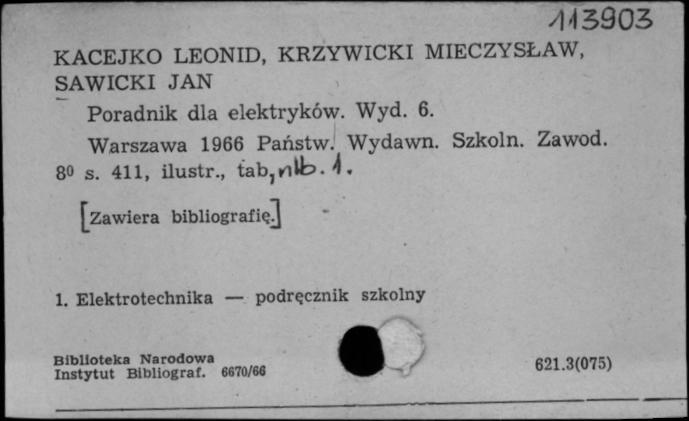 113903
KACEJKO LEONID, KRZYWICKI MIECZYSŁAW,
SAWICKI JAN
Poradnik dla elektryków. Wyd. 6.
Warszawa 1966 Państw. Wydawn. Szkoln. Zawod.
8⁰ s. 411, ilustr., tab, nlb. 1.
[Zawiera bibliografię.]
1. Elektrotechnika — podręcznik szkolny
Biblioteka Narodowa
Instytut Bibliograf. 6670/66
621.3(075)